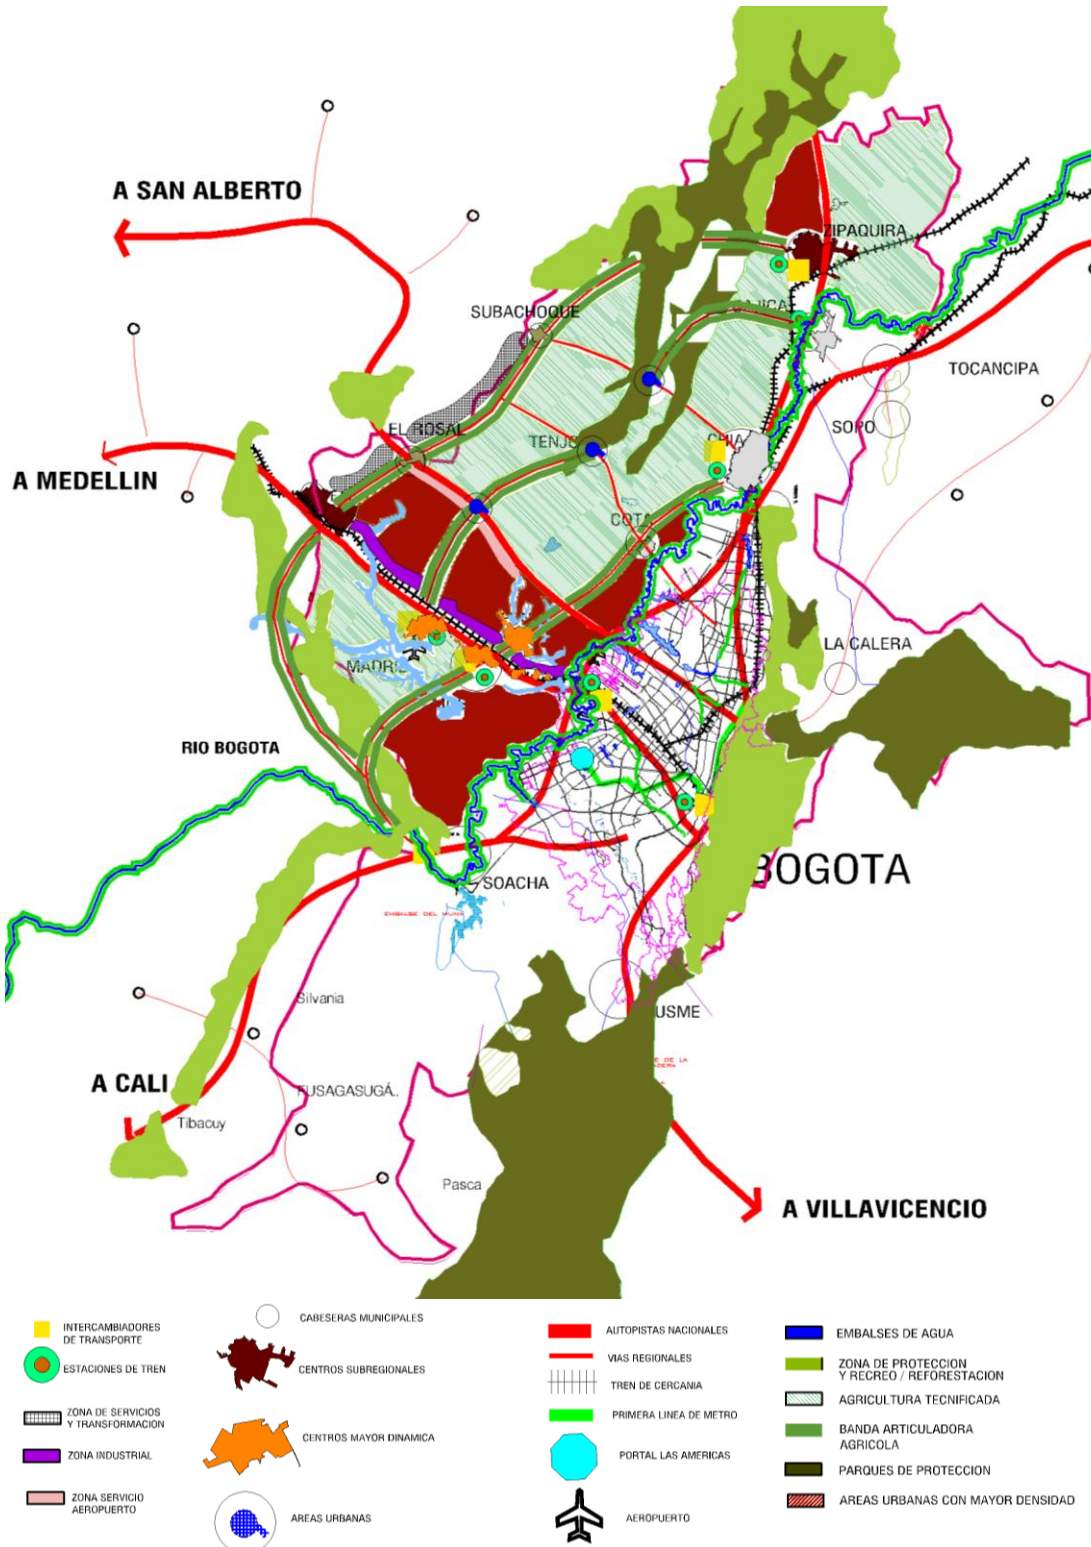 A SAN ALBERTO
ZIPAQUIRA
SUBACHOQUE
TOCANCIPA
EL ROSAL
TENJO
CHIA
SOPO
A MEDELLIN
COTA
LA CALERA
MADRID
RIO BOGOTA
BOGOTA
SOACHA
EMBALSE DEL MUNA
Silvania
USME
E DE LA
A CALI
FUSAGASUGÁ..
Tibacuy
Pasca
A VILLAVICENCIO
INTERCAMBIADORES
DE TRANSPORTE
ESTACIONES DE TREN
ZONA DE SERVICIOS
Y TRANSFORMACION
ZONA INDUSTRIAL
ZONA SERVICIO
AEROPUERTO
CABESERAS MUNICIPALES
CENTROS SUBREGIONALES
CENTROS MAYOR DINAMICA
AREAS URBANAS
AUTOPISTAS NACIONALES
VIAS REGIONALES
TREN DE CERCANIA
PRIMERA LINEA DE METRO
PORTAL LAS AMERICAS
AEROPUERTO
EMBALSES DE AGUA
ZONA DE PROTECCION
Y RECREO / REFORESTACION
AGRICULTURA TECNIFICADA
BANDA ARTICULADORA
AGRICOLA
PARQUES DE PROTECCION
AREAS URBANAS CON MAYOR DENSIDAD